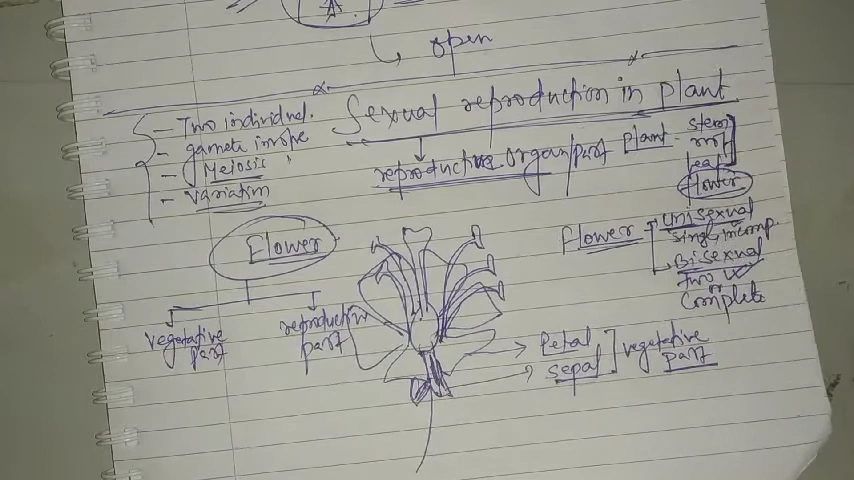 open
Sexual reproduction in plant
- Two individual.
- gamete involve
- Meiosis
- Variation
reproductive organ/part
Plant - stem
root
leaf
flower
Flower
Unisexual
single, incomp
Bisexual
Two
or
Complete
Flower
vegetative
part
reproductive
part
Petal
sepal
vegetative
part